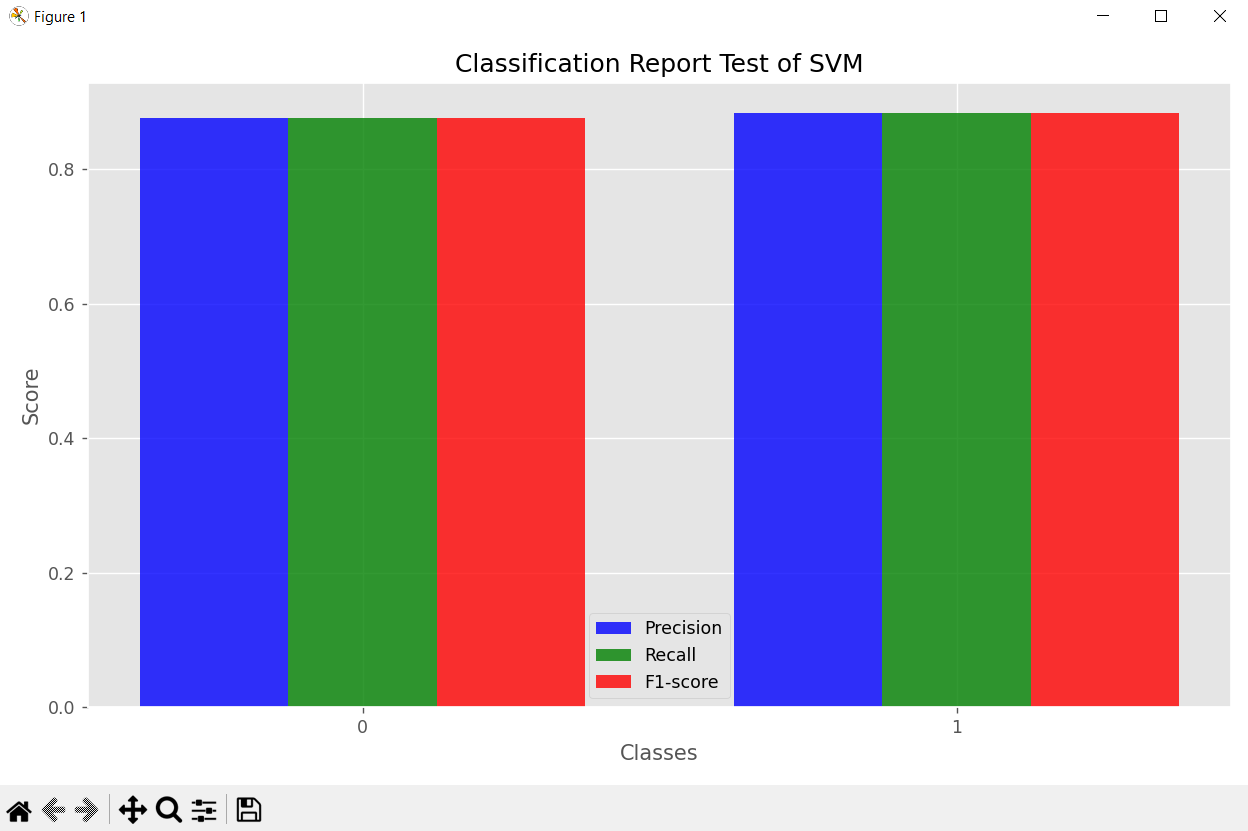 Figure 1
Classification Report Test of SVM
Score
0.8
0.6
0.4
0.2
0.0
Precision
Recall
F1-score
0 1
Classes